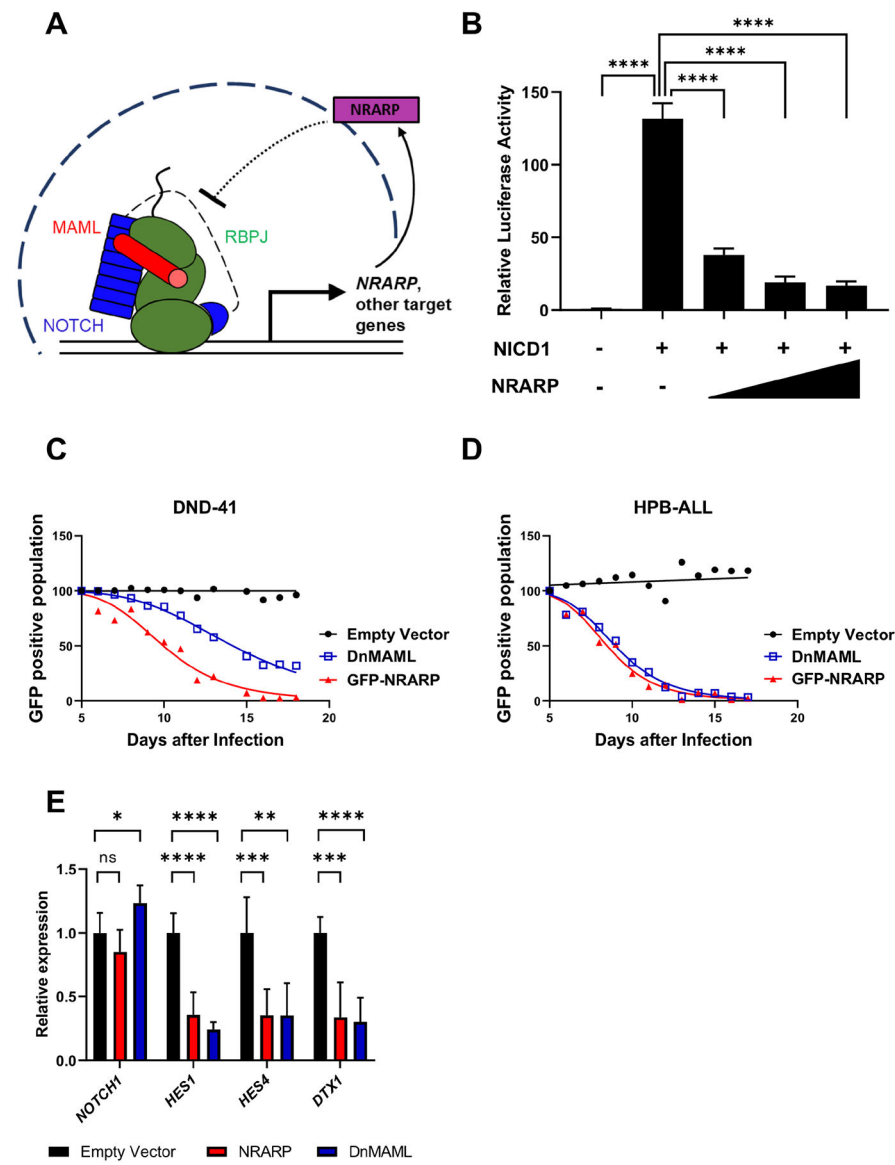 A
NRARP
MAML
RBPJ
NOTCH
NRARP,
other target
genes
B
****
****
****
****
Relative Luciferase Activity
150
100
50
0
NICD1 - + + + +
NRARP - -
C
DND-41
GFP positive population
150
100
50
0
5 10 15 20
Days after Infection
Empty Vector
DnMAML
GFP-NRARP
D
HPB-ALL
GFP positive population
150
100
50
0
5 10 15 20
Days after Infection
Empty Vector
DnMAML
GFP-NRARP
E
* **** ** ****
ns **** *** ***
Relative expression
1.5
1.0
0.5
0.0
NOTCH1 HES1 HES4 DTX1
Empty Vector NRARP DnMAML